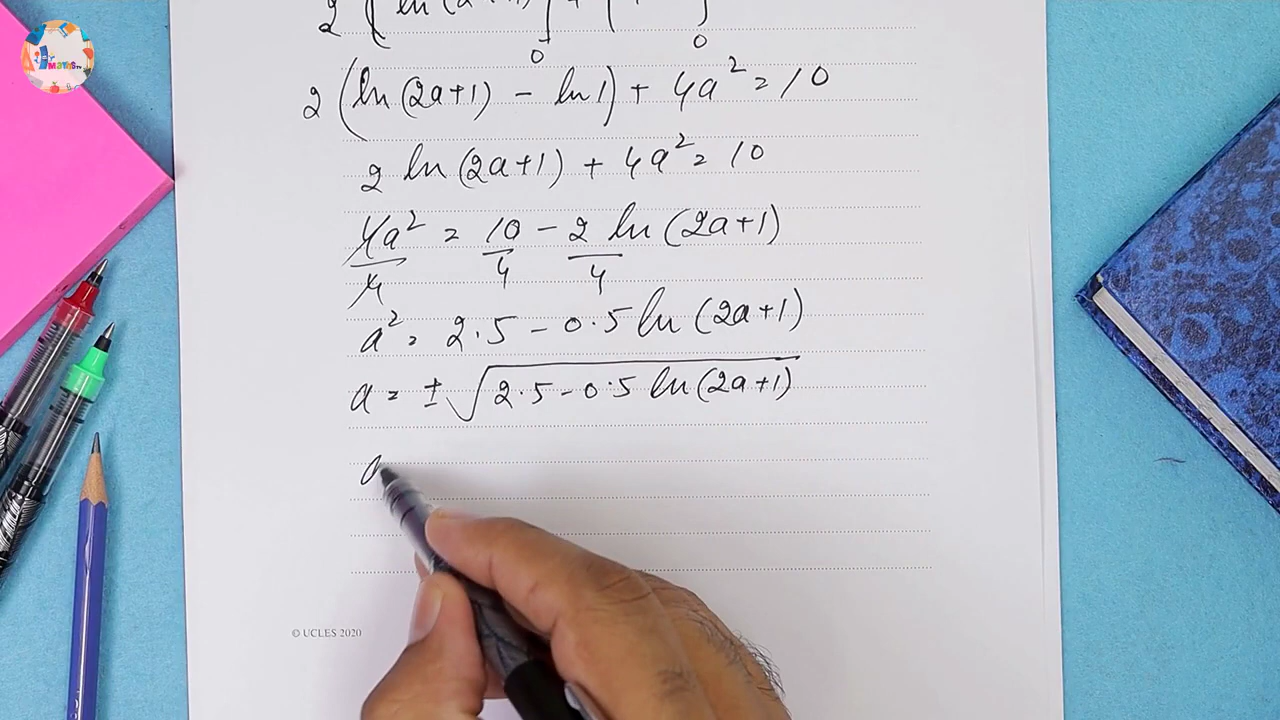 2 (ln (2a+1) - ln 1) + 4a² = 10
2 ln (2a+1) + 4a² = 10
4a²/4 = 10/4 - 2/4 ln (2a+1)
a² = 2.5 - 0.5 ln (2a+1)
a = ± √(2.5 - 0.5 ln (2a+1))
a
© UCLES 2020